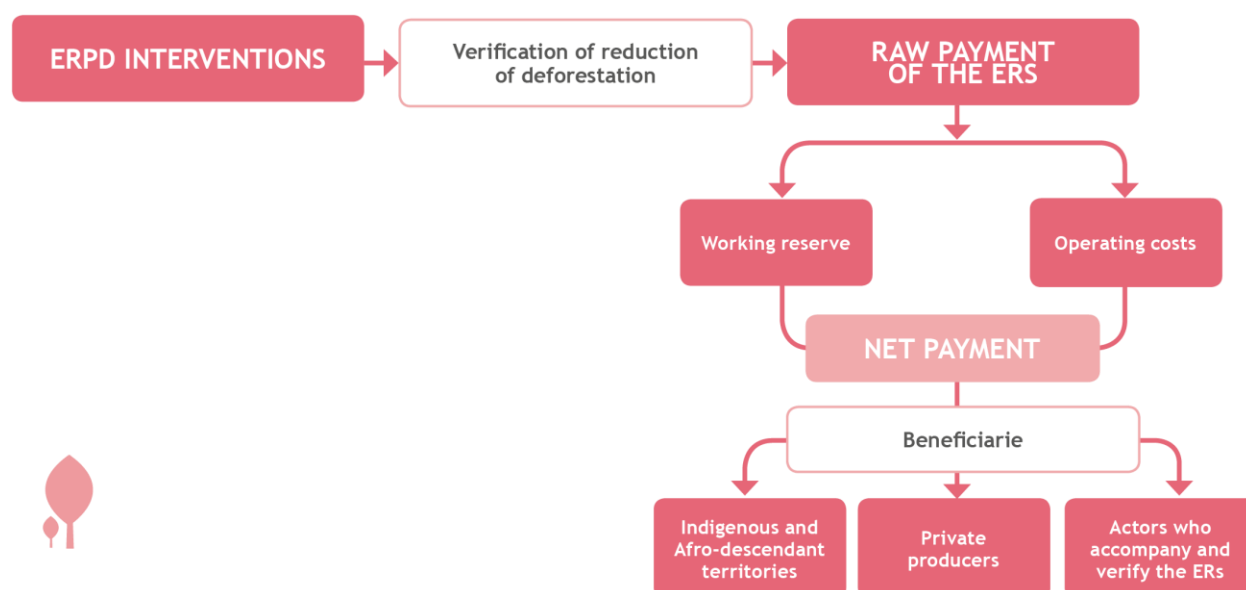 ERPD INTERVENTIONS
Verification of reduction
of deforestation
RAW PAYMENT
OF THE ERS
Working reserve
Operating costs
NET PAYMENT
Beneficiarie
Indigenous and
Afro-descendant
territories
Private
producers
Actors who
accompany and
verify the ERs